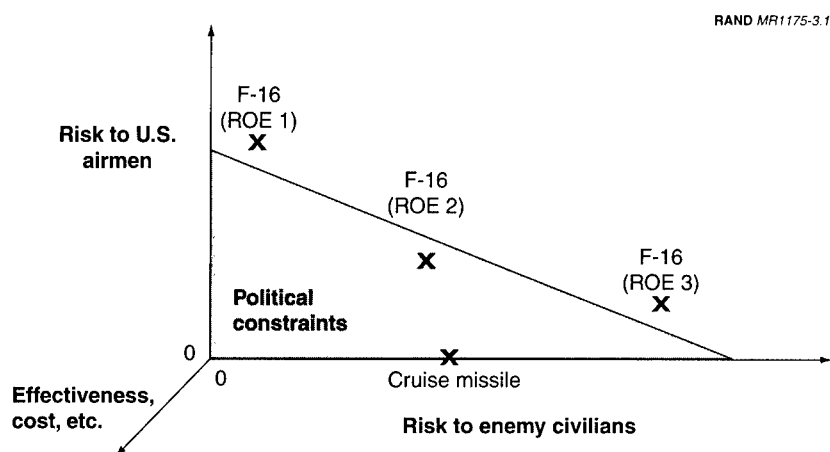 RAND MR1175-3.1
F-16
(ROE 1)
Risk to U.S.
airmen
F-16
(ROE 2)
F-16
(ROE 3)
Political
constraints
0
0
Cruise missile
Effectiveness,
cost, etc.
Risk to enemy civilians